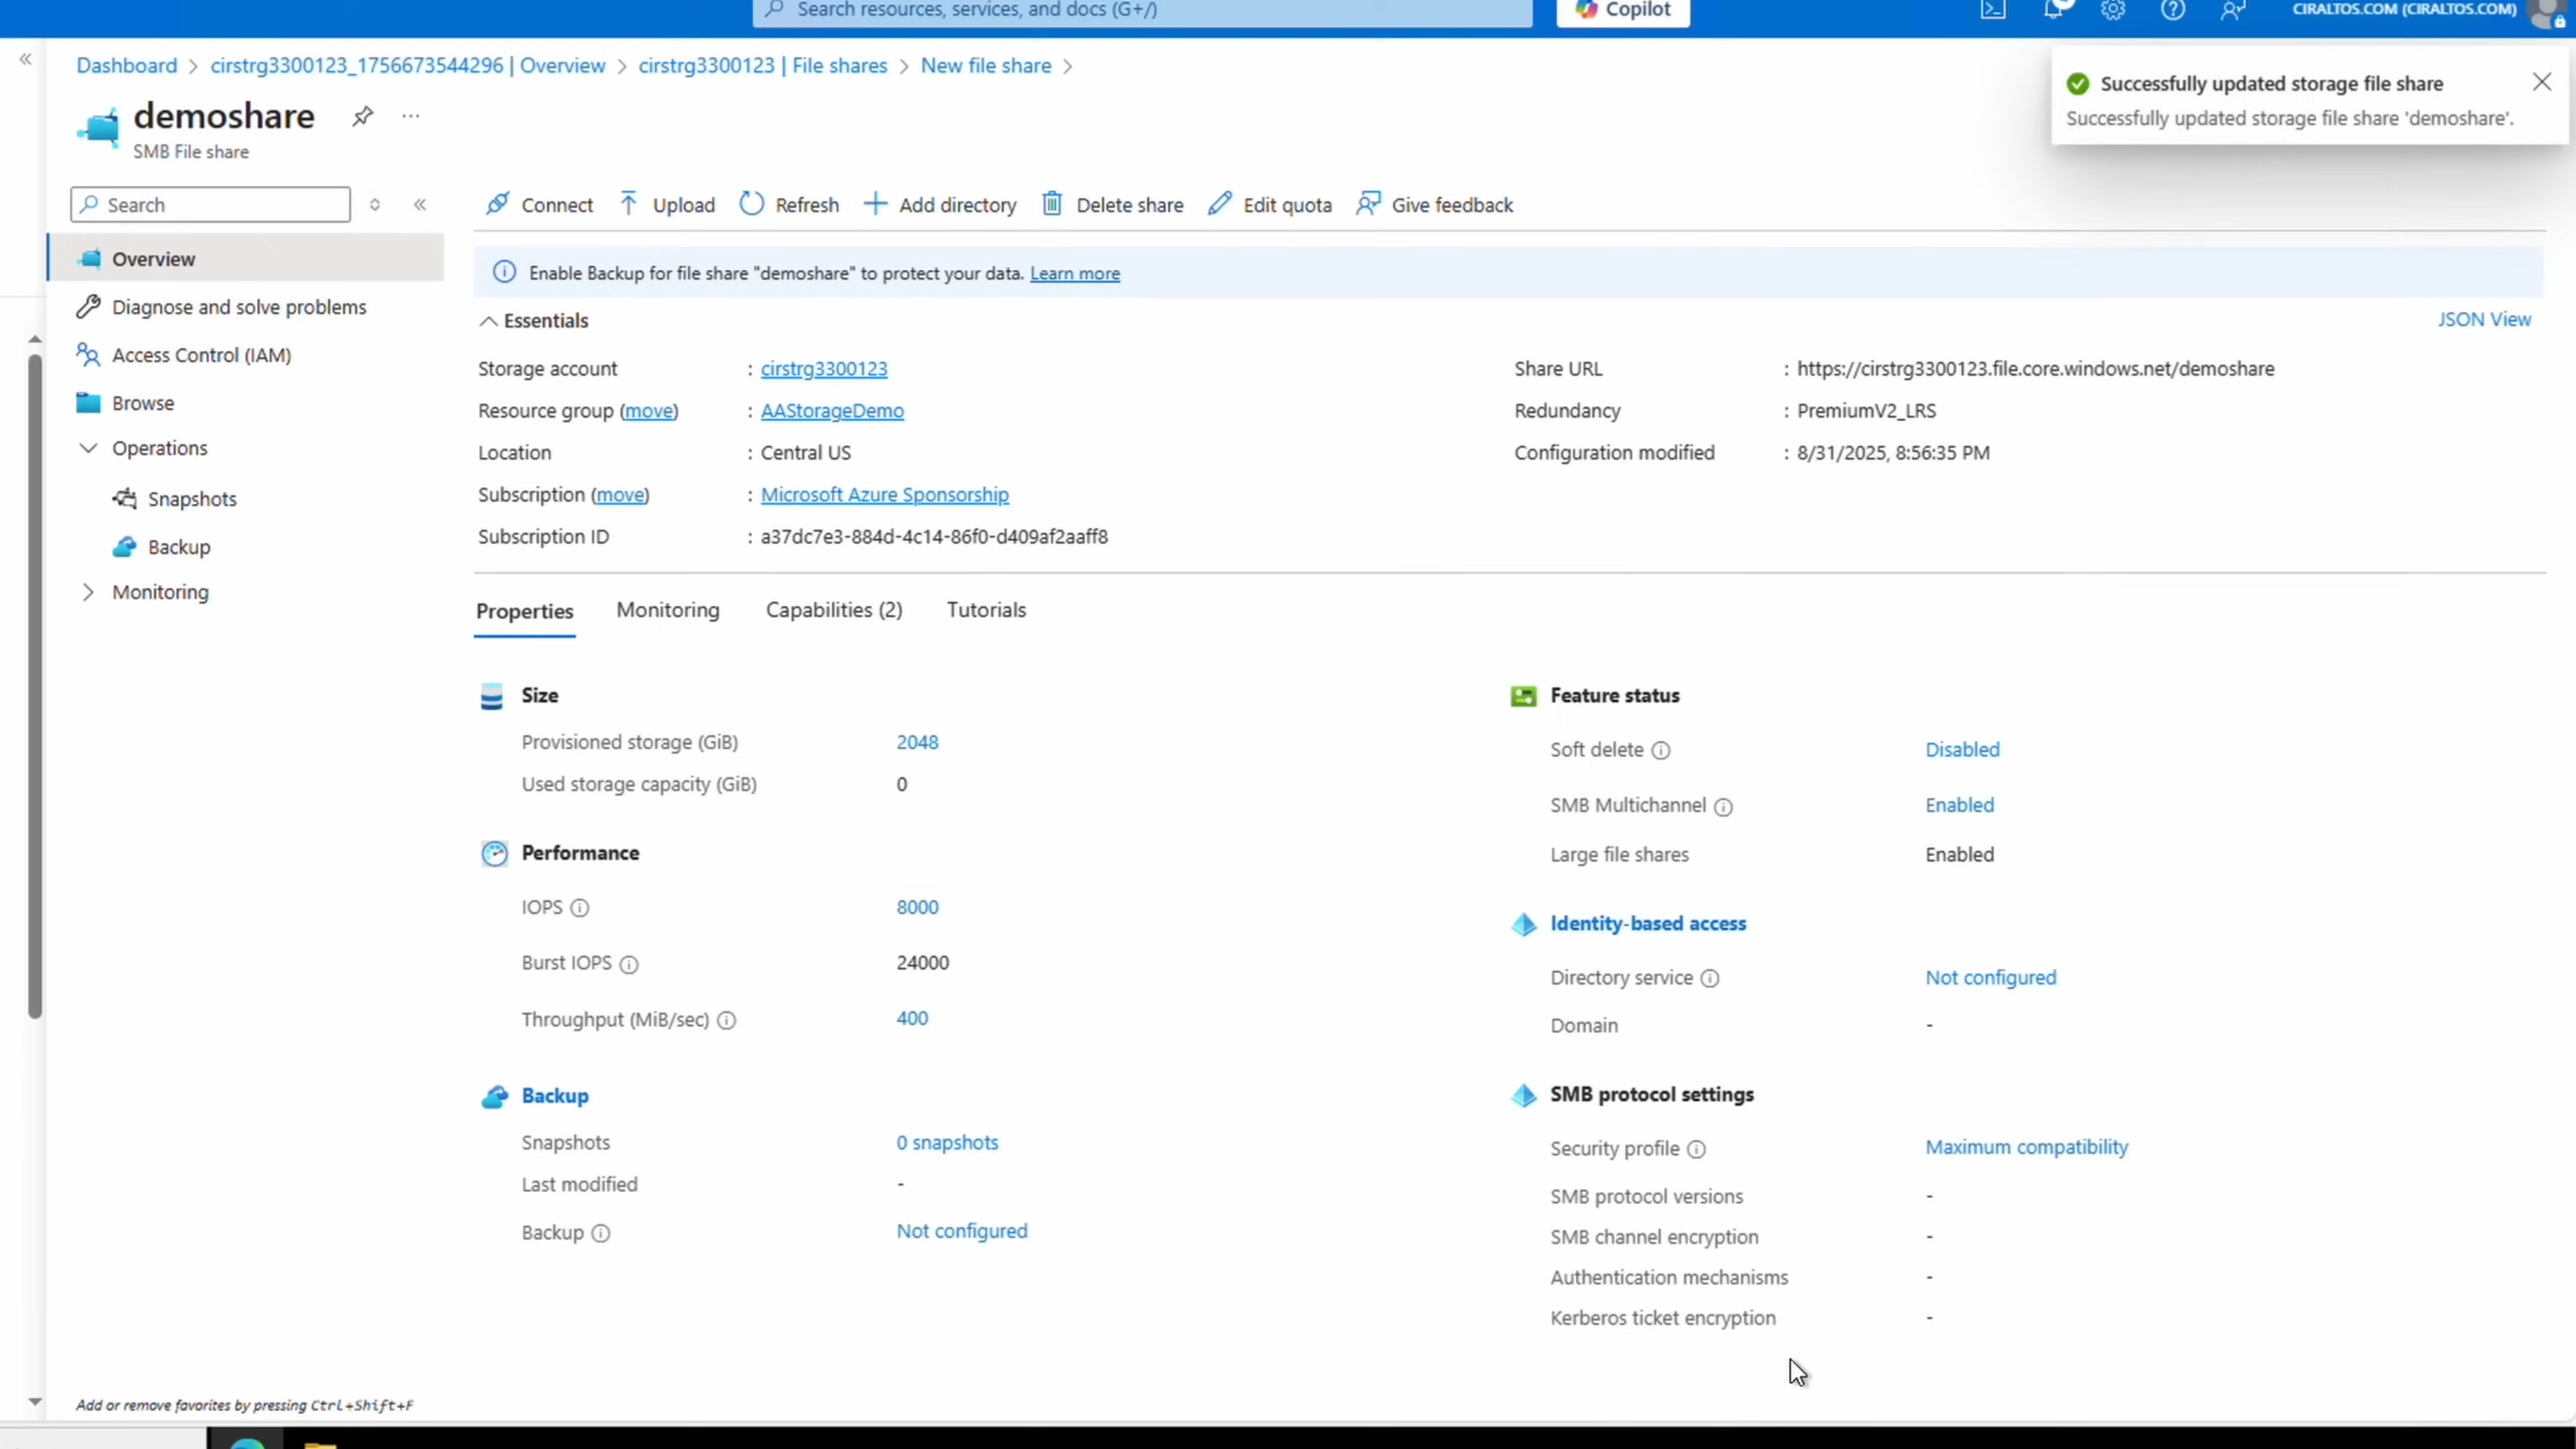 Search resources, services, and docs (G+/)
Copilot
CIRALTOS.COM (CIRALTOS.COM)
Dashboard > cirstrg3300123_1756673544296 | Overview > cirstrg3300123 | File shares > New file share >
Successfully updated storage file share
Successfully updated storage file share 'demoshare'.
demoshare
SMB File share
Search
Connect Upload Refresh Add directory Delete share Edit quota Give feedback
Overview
Diagnose and solve problems
Access Control (IAM)
Browse
Operations
Snapshots
Backup
Monitoring
Enable Backup for file share "demoshare" to protect your data. Learn more
Essentials
JSON View
Storage account : cirstrg3300123
Resource group (move) : AAStorageDemo
Location : Central US
Subscription (move) : Microsoft Azure Sponsorship
Subscription ID : a37dc7e3-884d-4c14-86f0-d409af2aaff8
Share URL : https://cirstrg3300123.file.core.windows.net/demoshare
Redundancy : PremiumV2_LRS
Configuration modified : 8/31/2025, 8:56:35 PM
Properties Monitoring Capabilities (2) Tutorials
Size
Provisioned storage (GiB) 2048
Used storage capacity (GiB) 0
Performance
IOPS 8000
Burst IOPS 24000
Throughput (MiB/sec) 400
Backup
Snapshots 0 snapshots
Last modified -
Backup Not configured
Feature status
Soft delete Disabled
SMB Multichannel Enabled
Large file shares Enabled
Identity-based access
Directory service Not configured
Domain -
SMB protocol settings
Security profile Maximum compatibility
SMB protocol versions -
SMB channel encryption -
Authentication mechanisms -
Kerberos ticket encryption -
Add or remove favorites by pressing Ctrl+Shift+F